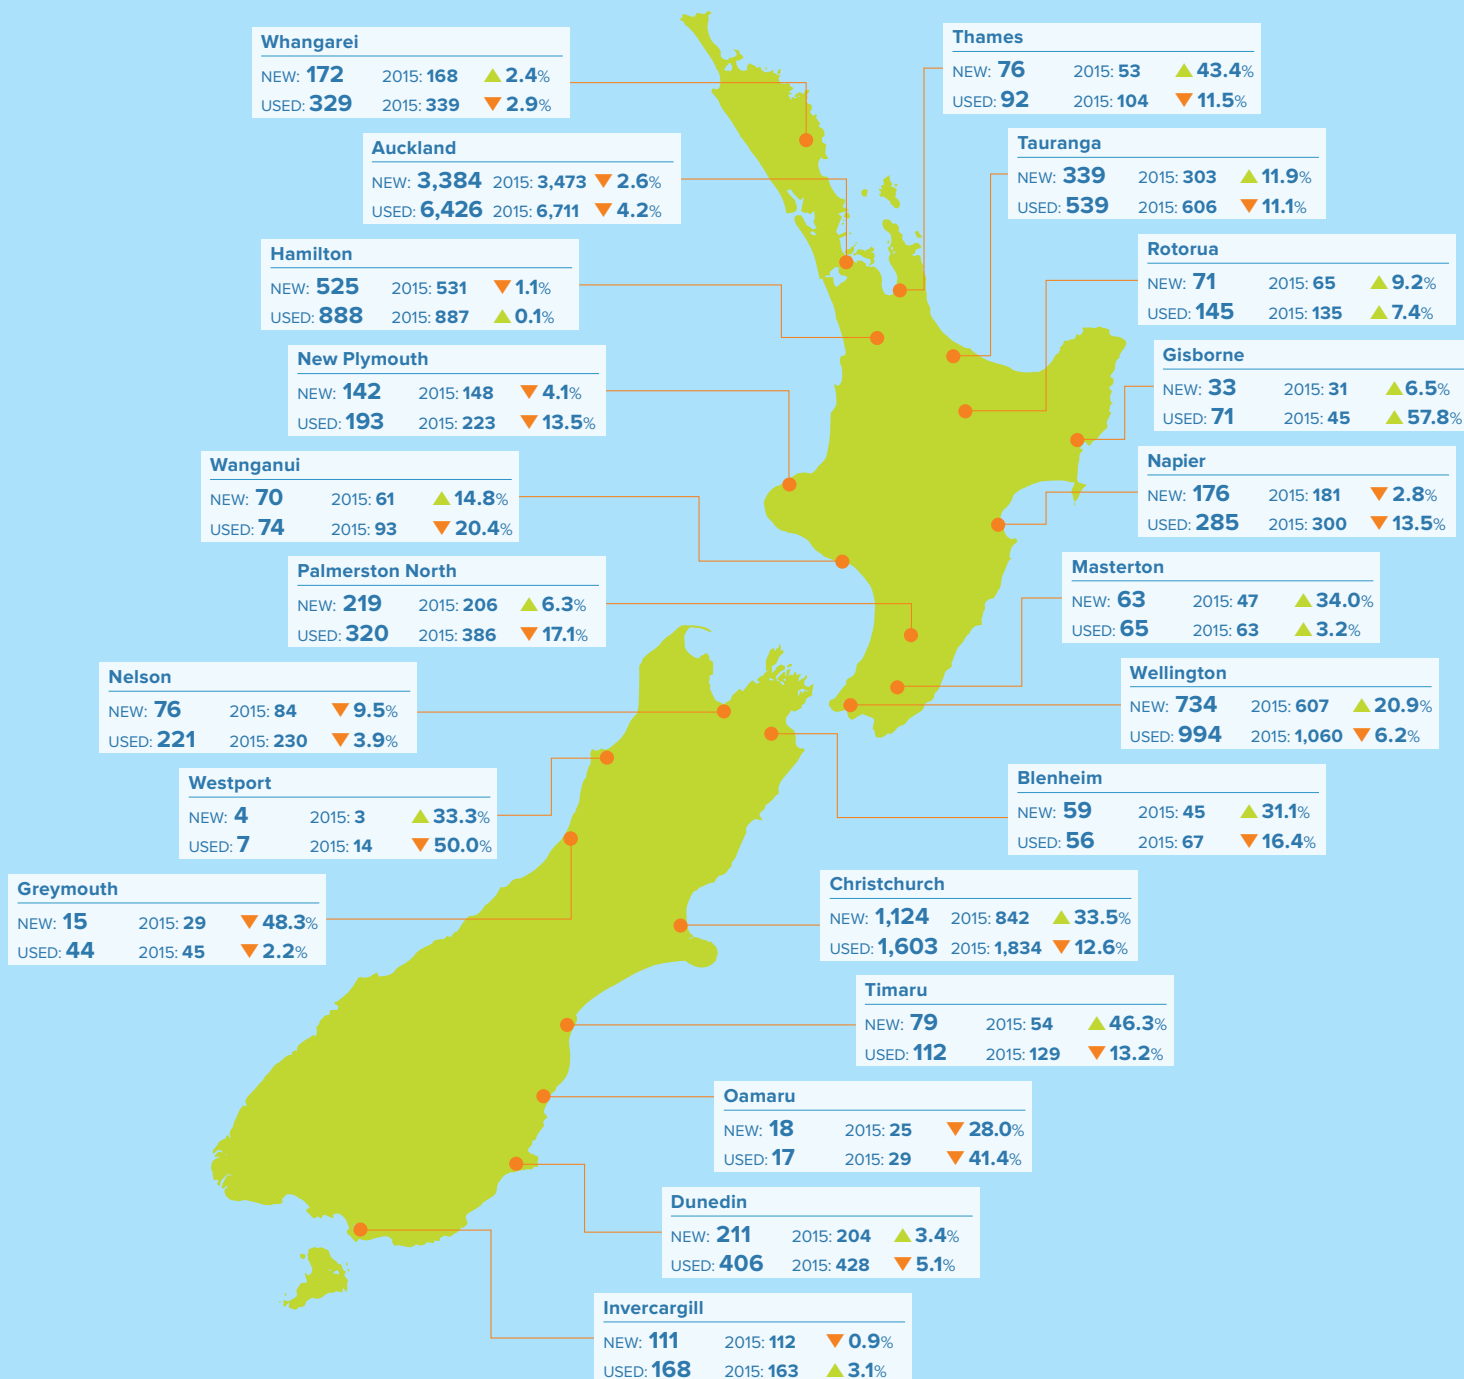 Whangarei
NEW: 172 2015: 168 ▲ 2.4%
USED: 329 2015: 339 ▼ 2.9%
Thames
NEW: 76 2015: 53 ▲ 43.4%
USED: 92 2015: 104 ▼ 11.5%
Auckland
NEW: 3,384 2015: 3,473 ▼ 2.6%
USED: 6,426 2015: 6,711 ▼ 4.2%
Tauranga
NEW: 339 2015: 303 ▲ 11.9%
USED: 539 2015: 606 ▼ 11.1%
Hamilton
NEW: 525 2015: 531 ▼ 1.1%
USED: 888 2015: 887 ▲ 0.1%
Rotorua
NEW: 71 2015: 65 ▲ 9.2%
USED: 145 2015: 135 ▲ 7.4%
New Plymouth
NEW: 142 2015: 148 ▼ 4.1%
USED: 193 2015: 223 ▼ 13.5%
Gisborne
NEW: 33 2015: 31 ▲ 6.5%
USED: 71 2015: 45 ▲ 57.8%
Wanganui
NEW: 70 2015: 61 ▲ 14.8%
USED: 74 2015: 93 ▼ 20.4%
Napier
NEW: 176 2015: 181 ▼ 2.8%
USED: 285 2015: 300 ▼ 13.5%
Palmerston North
NEW: 219 2015: 206 ▲ 6.3%
USED: 320 2015: 386 ▼ 17.1%
Masterton
NEW: 63 2015: 47 ▲ 34.0%
USED: 65 2015: 63 ▲ 3.2%
Nelson
NEW: 76 2015: 84 ▼ 9.5%
USED: 221 2015: 230 ▼ 3.9%
Wellington
NEW: 734 2015: 607 ▲ 20.9%
USED: 994 2015: 1,060 ▼ 6.2%
Westport
NEW: 4 2015: 3 ▲ 33.3%
USED: 7 2015: 14 ▼ 50.0%
Blenheim
NEW: 59 2015: 45 ▲ 31.1%
USED: 56 2015: 67 ▼ 16.4%
Greymouth
NEW: 15 2015: 29 ▼ 48.3%
USED: 44 2015: 45 ▼ 2.2%
Christchurch
NEW: 1,124 2015: 842 ▲ 33.5%
USED: 1,603 2015: 1,834 ▼ 12.6%
Timaru
NEW: 79 2015: 54 ▲ 46.3%
USED: 112 2015: 129 ▼ 13.2%
Oamaru
NEW: 18 2015: 25 ▼ 28.0%
USED: 17 2015: 29 ▼ 41.4%
Dunedin
NEW: 211 2015: 204 ▲ 3.4%
USED: 406 2015: 428 ▼ 5.1%
Invercargill
NEW: 111 2015: 112 ▼ 0.9%
USED: 168 2015: 163 ▲ 3.1%